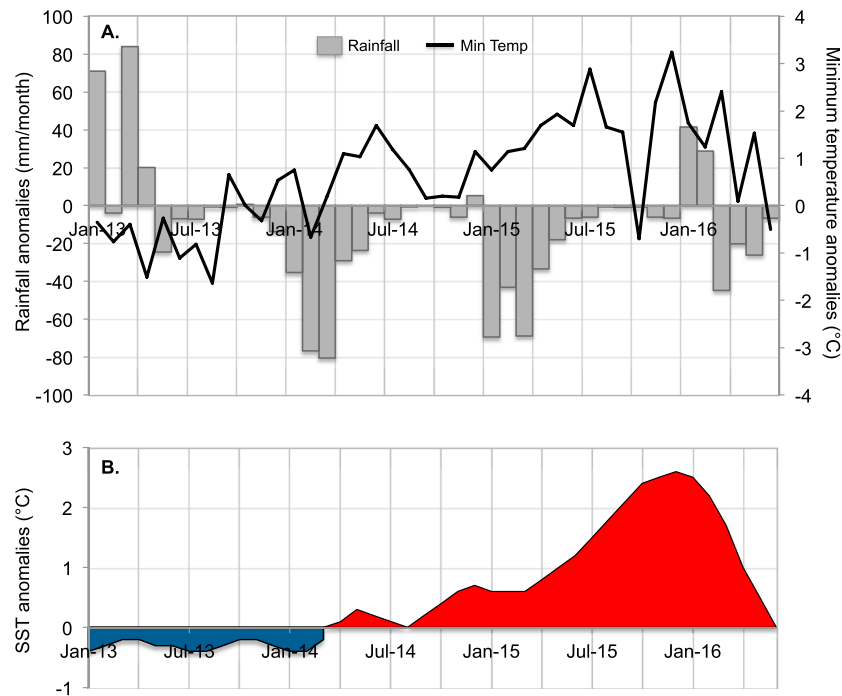 100
80
60
40
20
0
-20
-40
-60
-80
-100
Rainfall anomalies (mm/month)
A.
Rainfall
Min Temp
Jan-13
Jul-13
Jan-14
Jul-14
Jan-15
Jul-15
Jan-16
4
3
2
1
0
-1
-2
-3
-4
Minimum temperature anomalies (°C)
3
2
1
0
-1
SST anomalies (°C)
B.
Jan-13
Jul-13
Jan-14
Jul-14
Jan-15
Jul-15
Jan-16